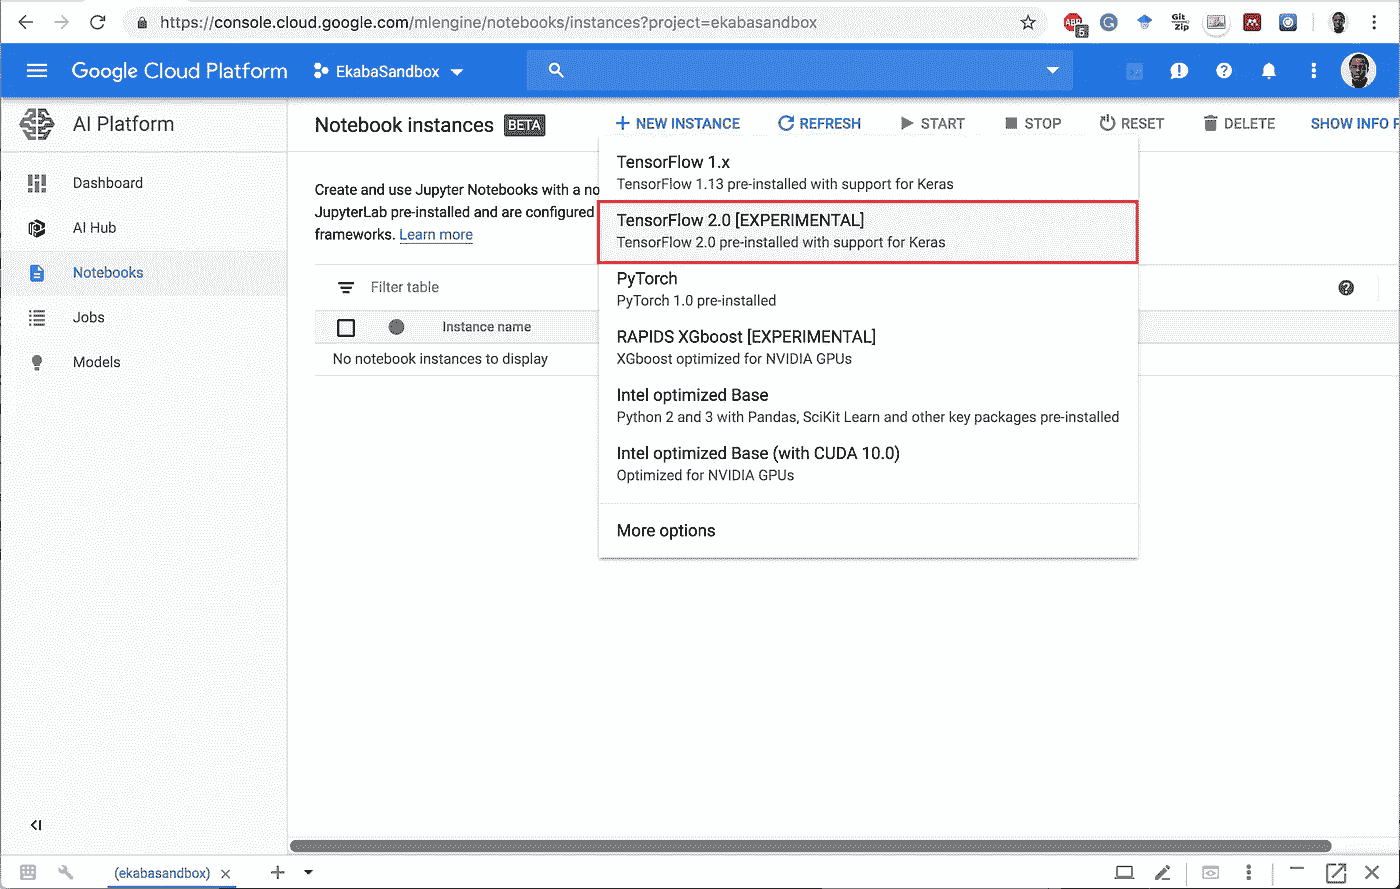 https://console.cloud.google.com/mlengine/notebooks/instances?project=ekabasandbox
ABP
5
G
Git
Zip
Google Cloud Platform
EkabaSandbox
AI Platform
Notebook instances BETA
NEW INSTANCE
REFRESH
START
STOP
RESET
DELETE
SHOW INFO P
Dashboard
AI Hub
Notebooks
Jobs
Models
Create and use Jupyter Notebooks with a no
JupyterLab pre-installed and are configured
frameworks. Learn more
Filter table
Instance name
No notebook instances to display
TensorFlow 1.x
TensorFlow 1.13 pre-installed with support for Keras
TensorFlow 2.0 [EXPERIMENTAL]
TensorFlow 2.0 pre-installed with support for Keras
PyTorch
PyTorch 1.0 pre-installed
RAPIDS XGboost [EXPERIMENTAL]
XGboost optimized for NVIDIA GPUs
Intel optimized Base
Python 2 and 3 with Pandas, SciKit Learn and other key packages pre-installed
Intel optimized Base (with CUDA 10.0)
Optimized for NVIDIA GPUs
More options
(ekabasandbox)